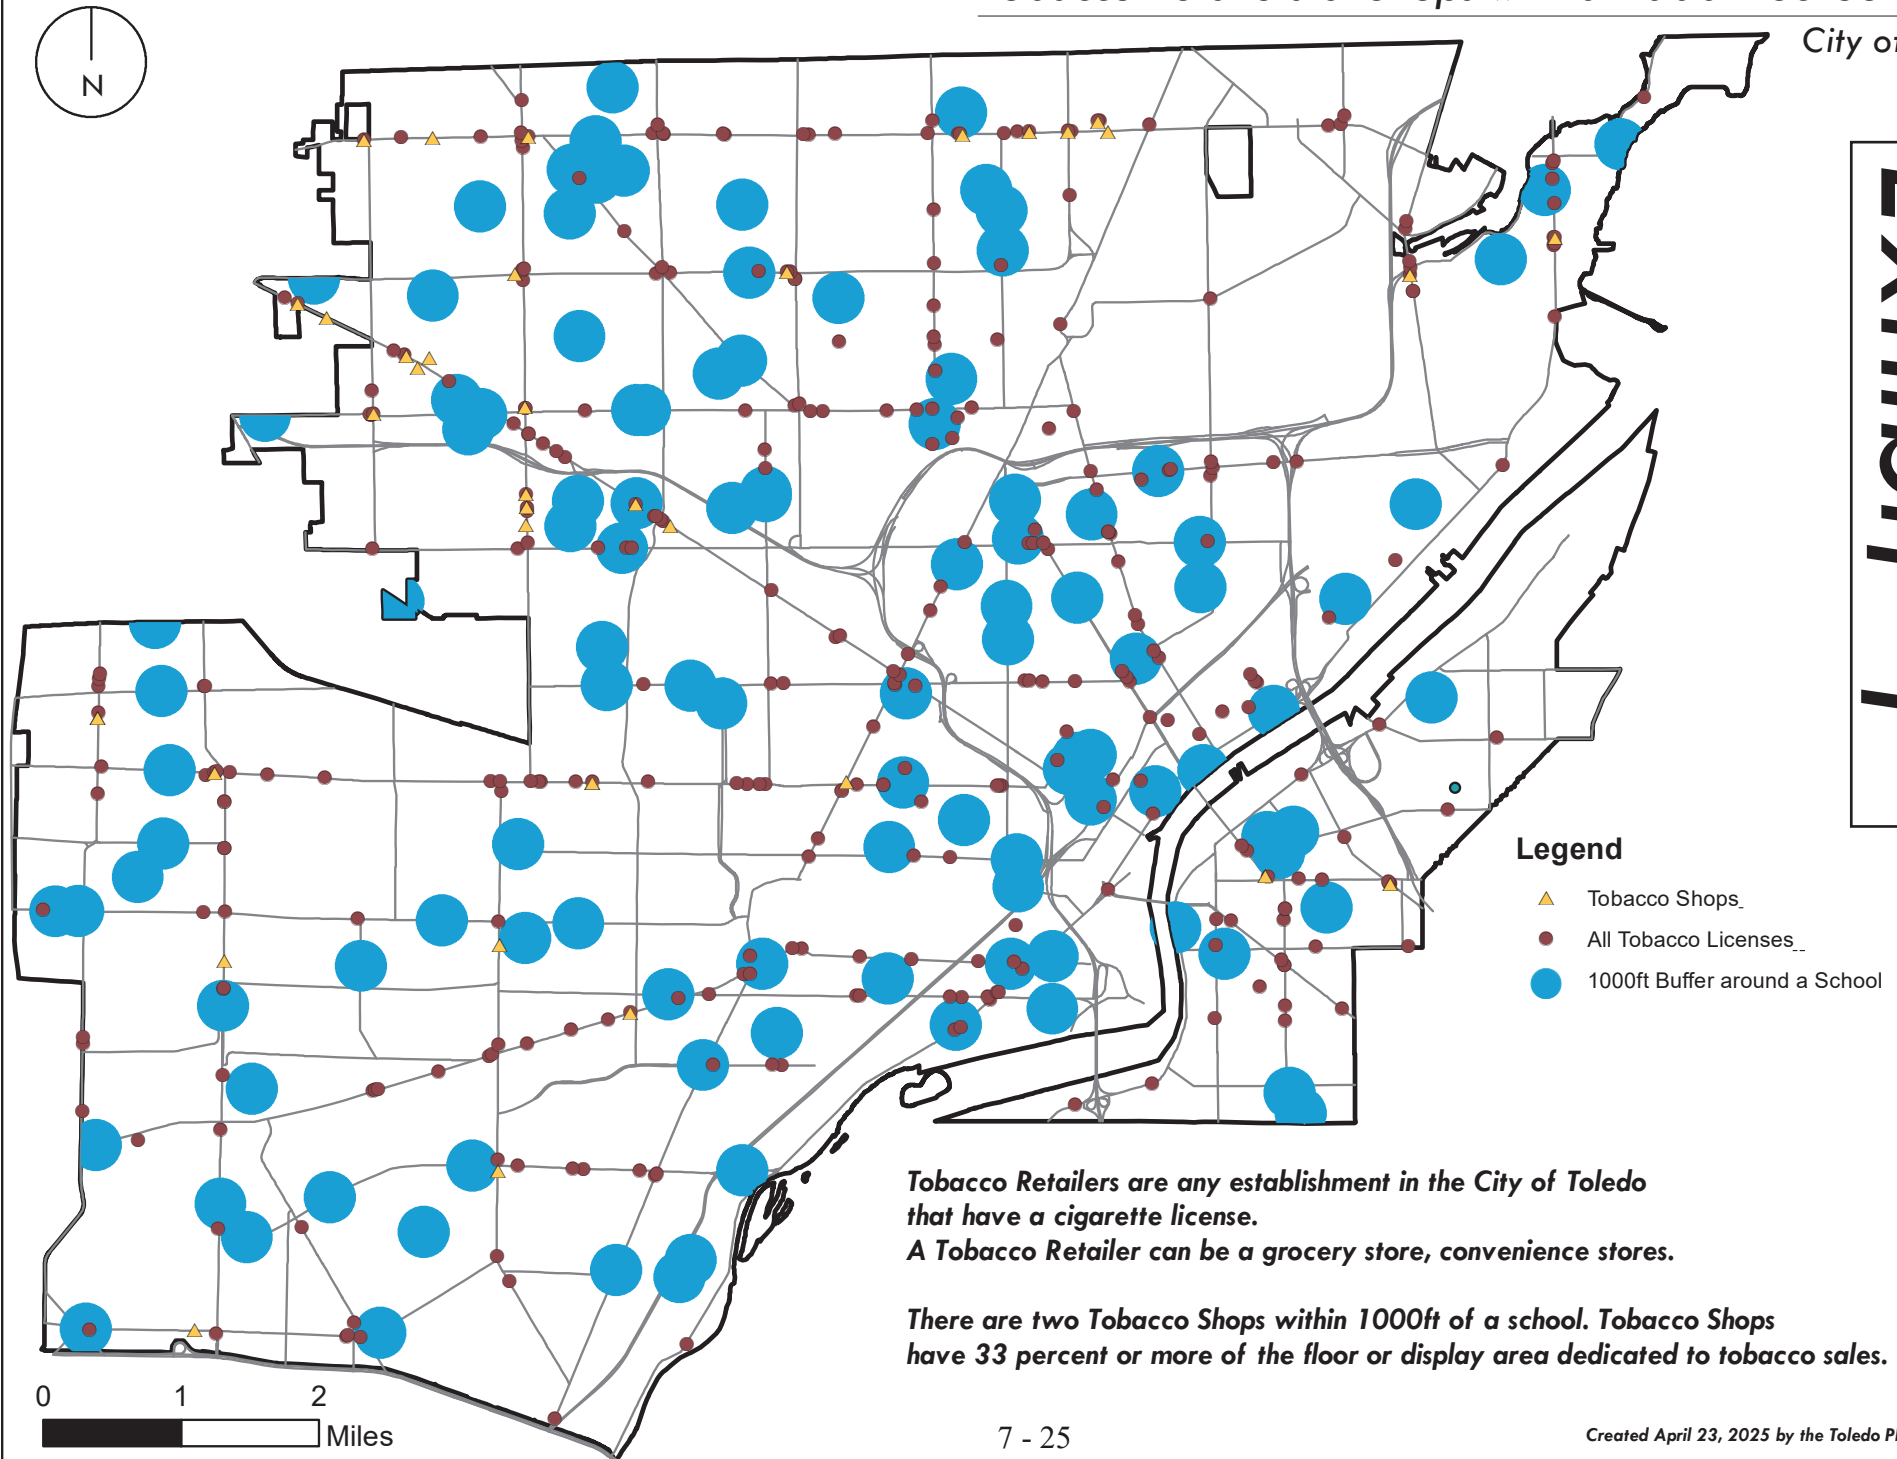 City of
N
Legend
Tobacco Shops_
All Tobacco Licenses_ _
1000ft Buffer around a School
Tobacco Retailers are any establishment in the City of Toledo
that have a cigarette license.
A Tobacco Retailer can be a grocery store, convenience stores.
There are two Tobacco Shops within 1000ft of a school. Tobacco Shops
have 33 percent or more of the floor or display area dedicated to tobacco sales.
0 1 2
Miles
7 - 25
Created April 23, 2025 by the Toledo